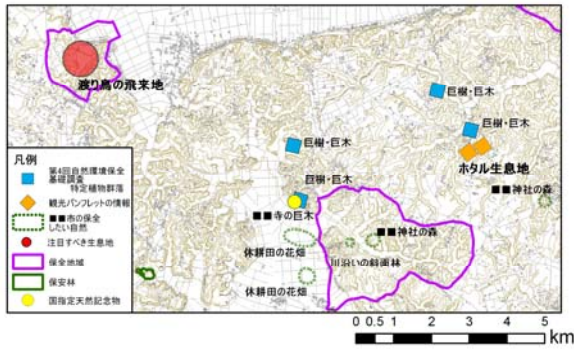 渡り鳥の飛来地
巨樹・巨木
巨樹・巨木
巨樹・巨木
ホタル生息地
巨樹・巨木
■■神社の森
■■寺の巨木
■■神社の森
休耕田の花畑
川沿いの斜面林
休耕田の花畑
凡例
第4回自然環境保全
基礎調査
特定植物群落
観光パンフレットの情報
■■市の保全
したい自然
注目すべき生息地
保全地域
保安林
国指定天然記念物
0 0.5 1 2 3 4 5
km